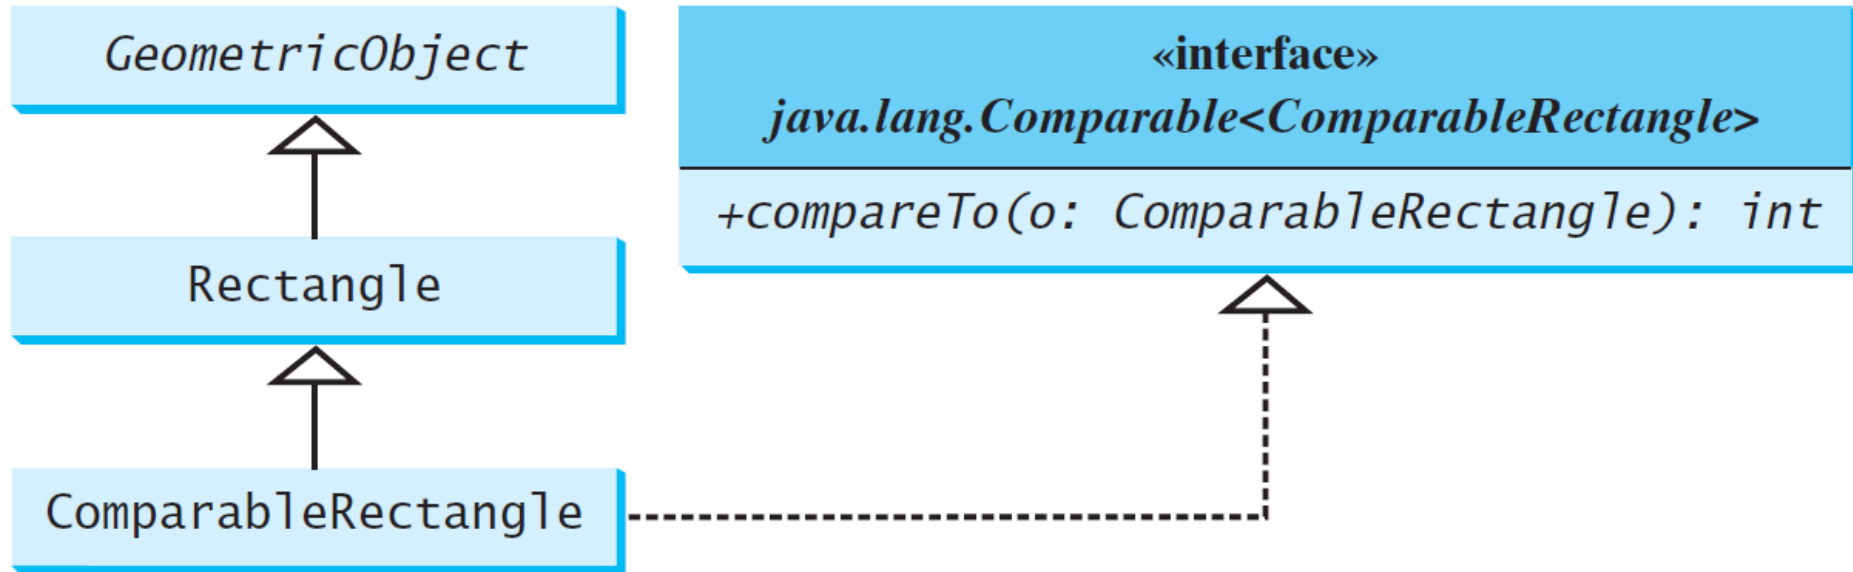 GeometricObject
Rectangle
ComparableRectangle
«interface»
java.lang.Comparable<ComparableRectangle>
+compareTo(o: ComparableRectangle): int